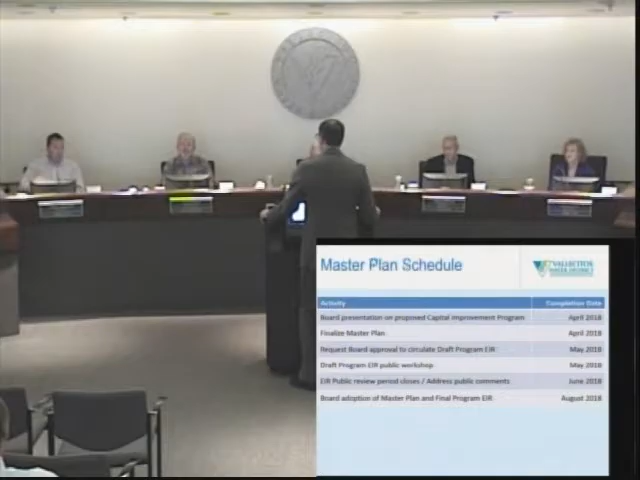 Master Plan Schedule
VALLECITOS
WATER DISTRICT
Activity Completion Date
Board presentation on proposed Capital Improvement Program April 2018
Finalize Master Plan April 2018
Request Board approval to circulate Draft Program EIR May 2018
Draft Program EIR public workshop May 2018
EIR Public review period closes / Address public comments June 2018
Board adoption of Master Plan and Final Program EIR August 2018